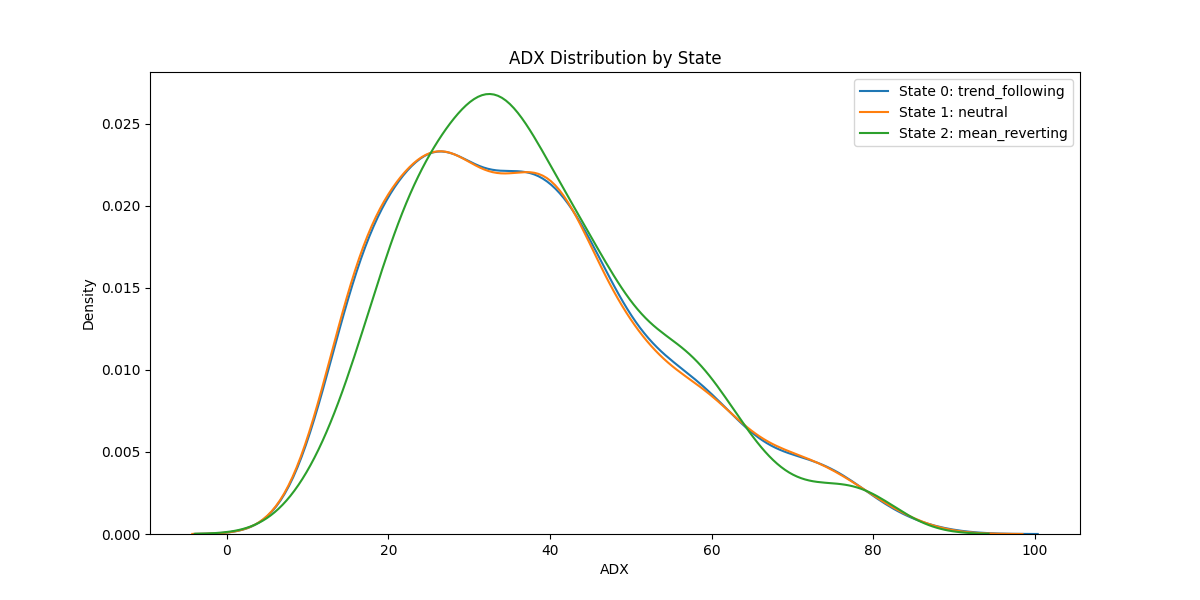 ADX Distribution by State
State 0: trend_following
State 1: neutral
State 2: mean_reverting
Density
0.025
0.020
0.015
0.010
0.005
0.000
0 20 40 60 80 100
ADX